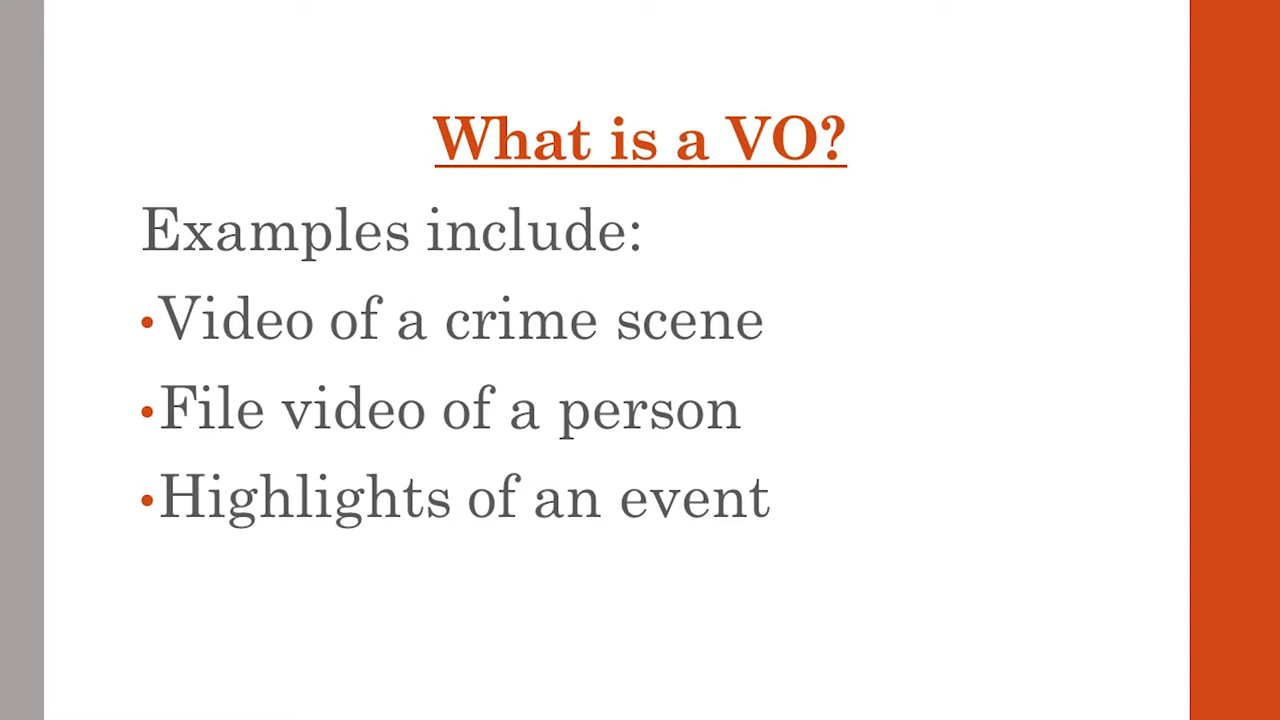 What is a VO?
Examples include:
•Video of a crime scene
•File video of a person
•Highlights of an event